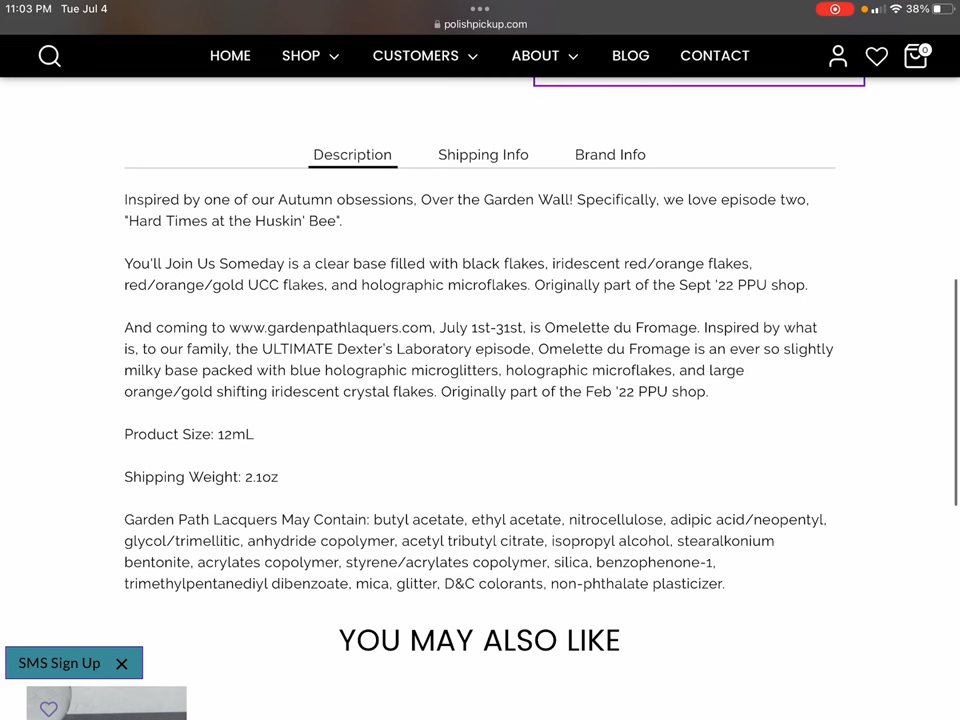 11:03 PM Tue Jul 4
38%
polishpickup.com
HOME SHOP CUSTOMERS ABOUT BLOG CONTACT 0
Description Shipping Info Brand Info
Inspired by one of our Autumn obsessions, Over the Garden Wall! Specifically, we love episode two,
"Hard Times at the Huskin' Bee".
You'll Join Us Someday is a clear base filled with black flakes, iridescent red/orange flakes,
red/orange/gold UCC flakes, and holographic microflakes. Originally part of the Sept '22 PPU shop.
And coming to www.gardenpathlaquers.com, July 1st-31st, is Omelette du Fromage. Inspired by what
is, to our family, the ULTIMATE Dexter's Laboratory episode, Omelette du Fromage is an ever so slightly
milky base packed with blue holographic microglitters, holographic microflakes, and large
orange/gold shifting iridescent crystal flakes. Originally part of the Feb '22 PPU shop.
Product Size: 12mL
Shipping Weight: 2.1oz
Garden Path Lacquers May Contain: butyl acetate, ethyl acetate, nitrocellulose, adipic acid/neopentyl,
glycol/trimellitic, anhydride copolymer, acetyl tributyl citrate, isopropyl alcohol, stearalkonium
bentonite, acrylates copolymer, styrene/acrylates copolymer, silica, benzophenone-1,
trimethylpentanediyl dibenzoate, mica, glitter, D&C colorants, non-phthalate plasticizer.
YOU MAY ALSO LIKE
SMS Sign Up